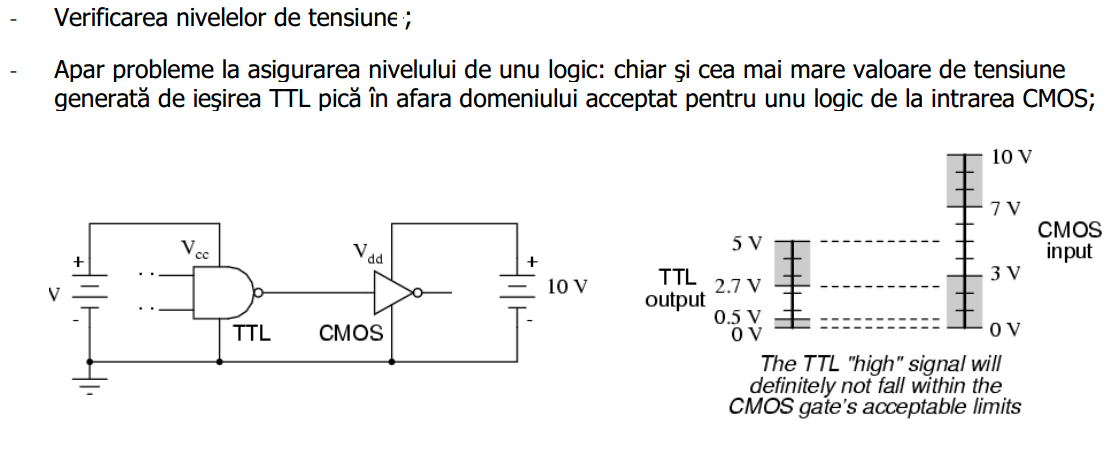 - Verificarea nivelelor de tensiune ;
- Apar probleme la asigurarea nivelului de unu logic: chiar şi cea mai mare valoare de tensiune
generată de ieşirea TTL pică în afara domeniului acceptat pentru unu logic de la intrarea CMOS;
V
+
-
Vcc
. .
. .
TTL
Vdd
CMOS
+
-
10 V
TTL
output
5 V
2.7 V
0.5 V
0 V
10 V
7 V
3 V
0 V
CMOS
input
The TTL "high" signal will
definitely not fall within the
CMOS gate's acceptable limits